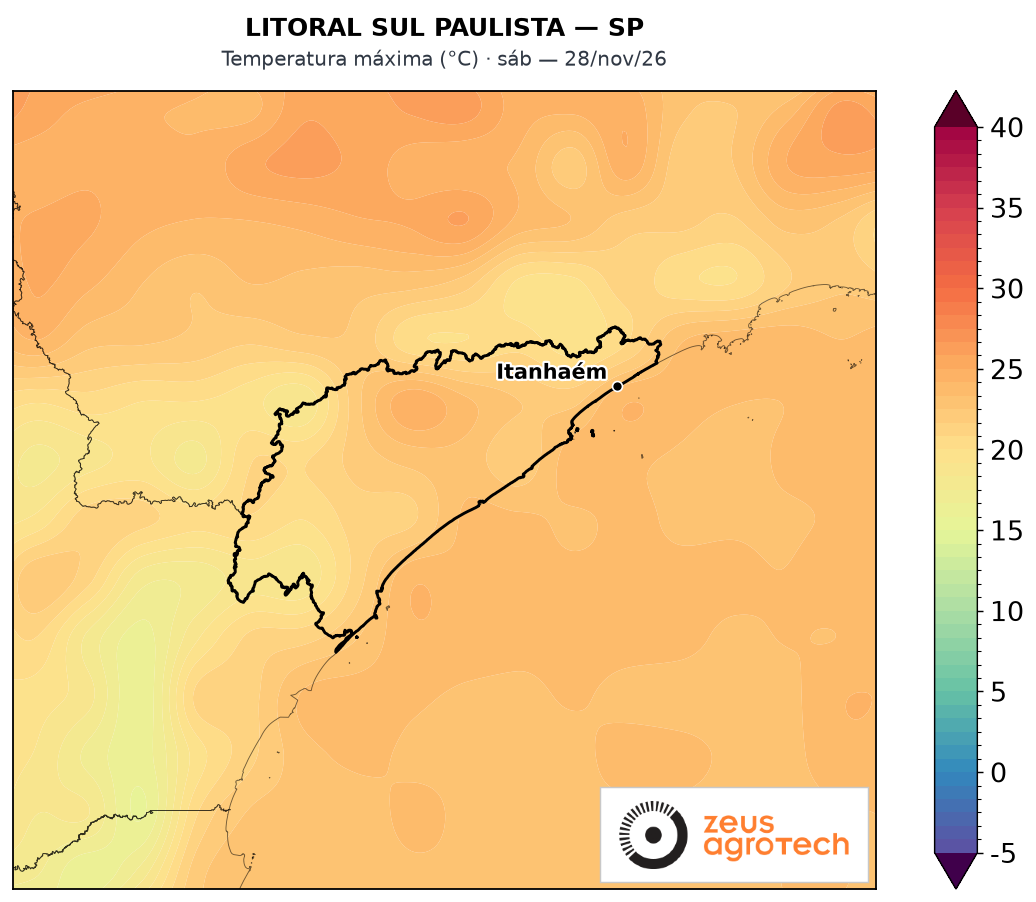 LITORAL SUL PAULISTA — SP
Temperatura máxima (°C) · sáb — 28/nov/26
40
35
30
25
20
15
10
5
0
-5
Itanhaém
zeus
agrotech